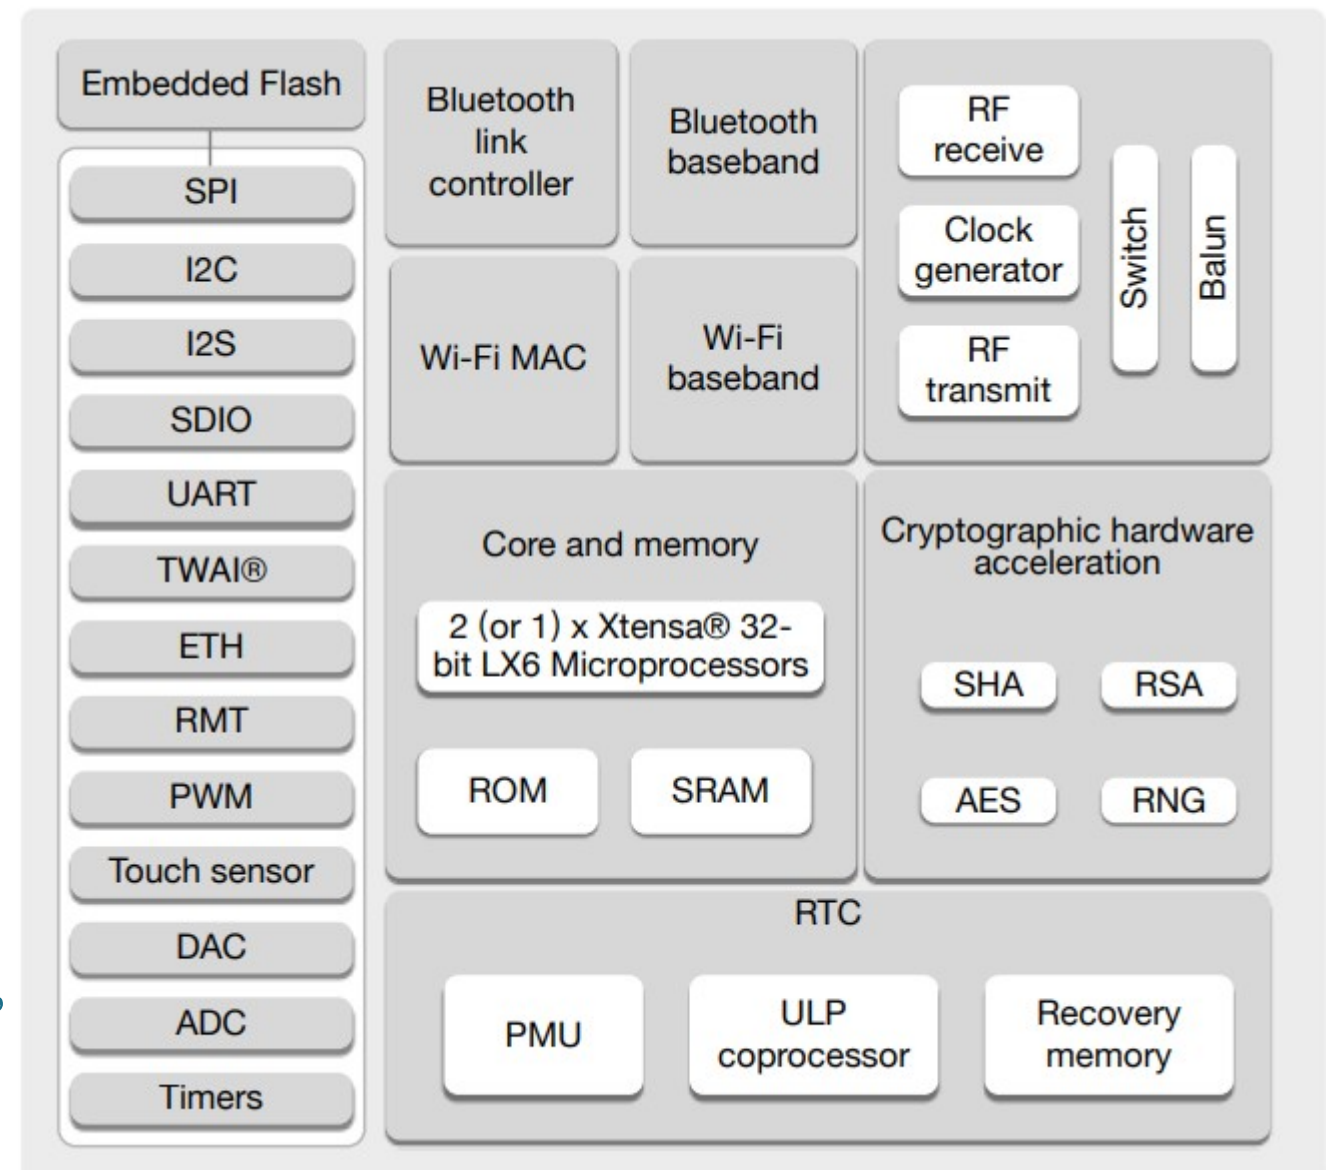 Embedded Flash
SPI
I2C
I2S
SDIO
UART
TWAI®
ETH
RMT
PWM
Touch sensor
DAC
ADC
Timers
Bluetooth
link
controller
Bluetooth
baseband
Wi-Fi MAC
Wi-Fi
baseband
RF
receive
Clock
generator
RF
transmit
Switch
Balun
Core and memory
2 (or 1) x Xtensa® 32-
bit LX6 Microprocessors
ROM
SRAM
Cryptographic hardware
acceleration
SHA
RSA
AES
RNG
RTC
PMU
ULP
coprocessor
Recovery
memory